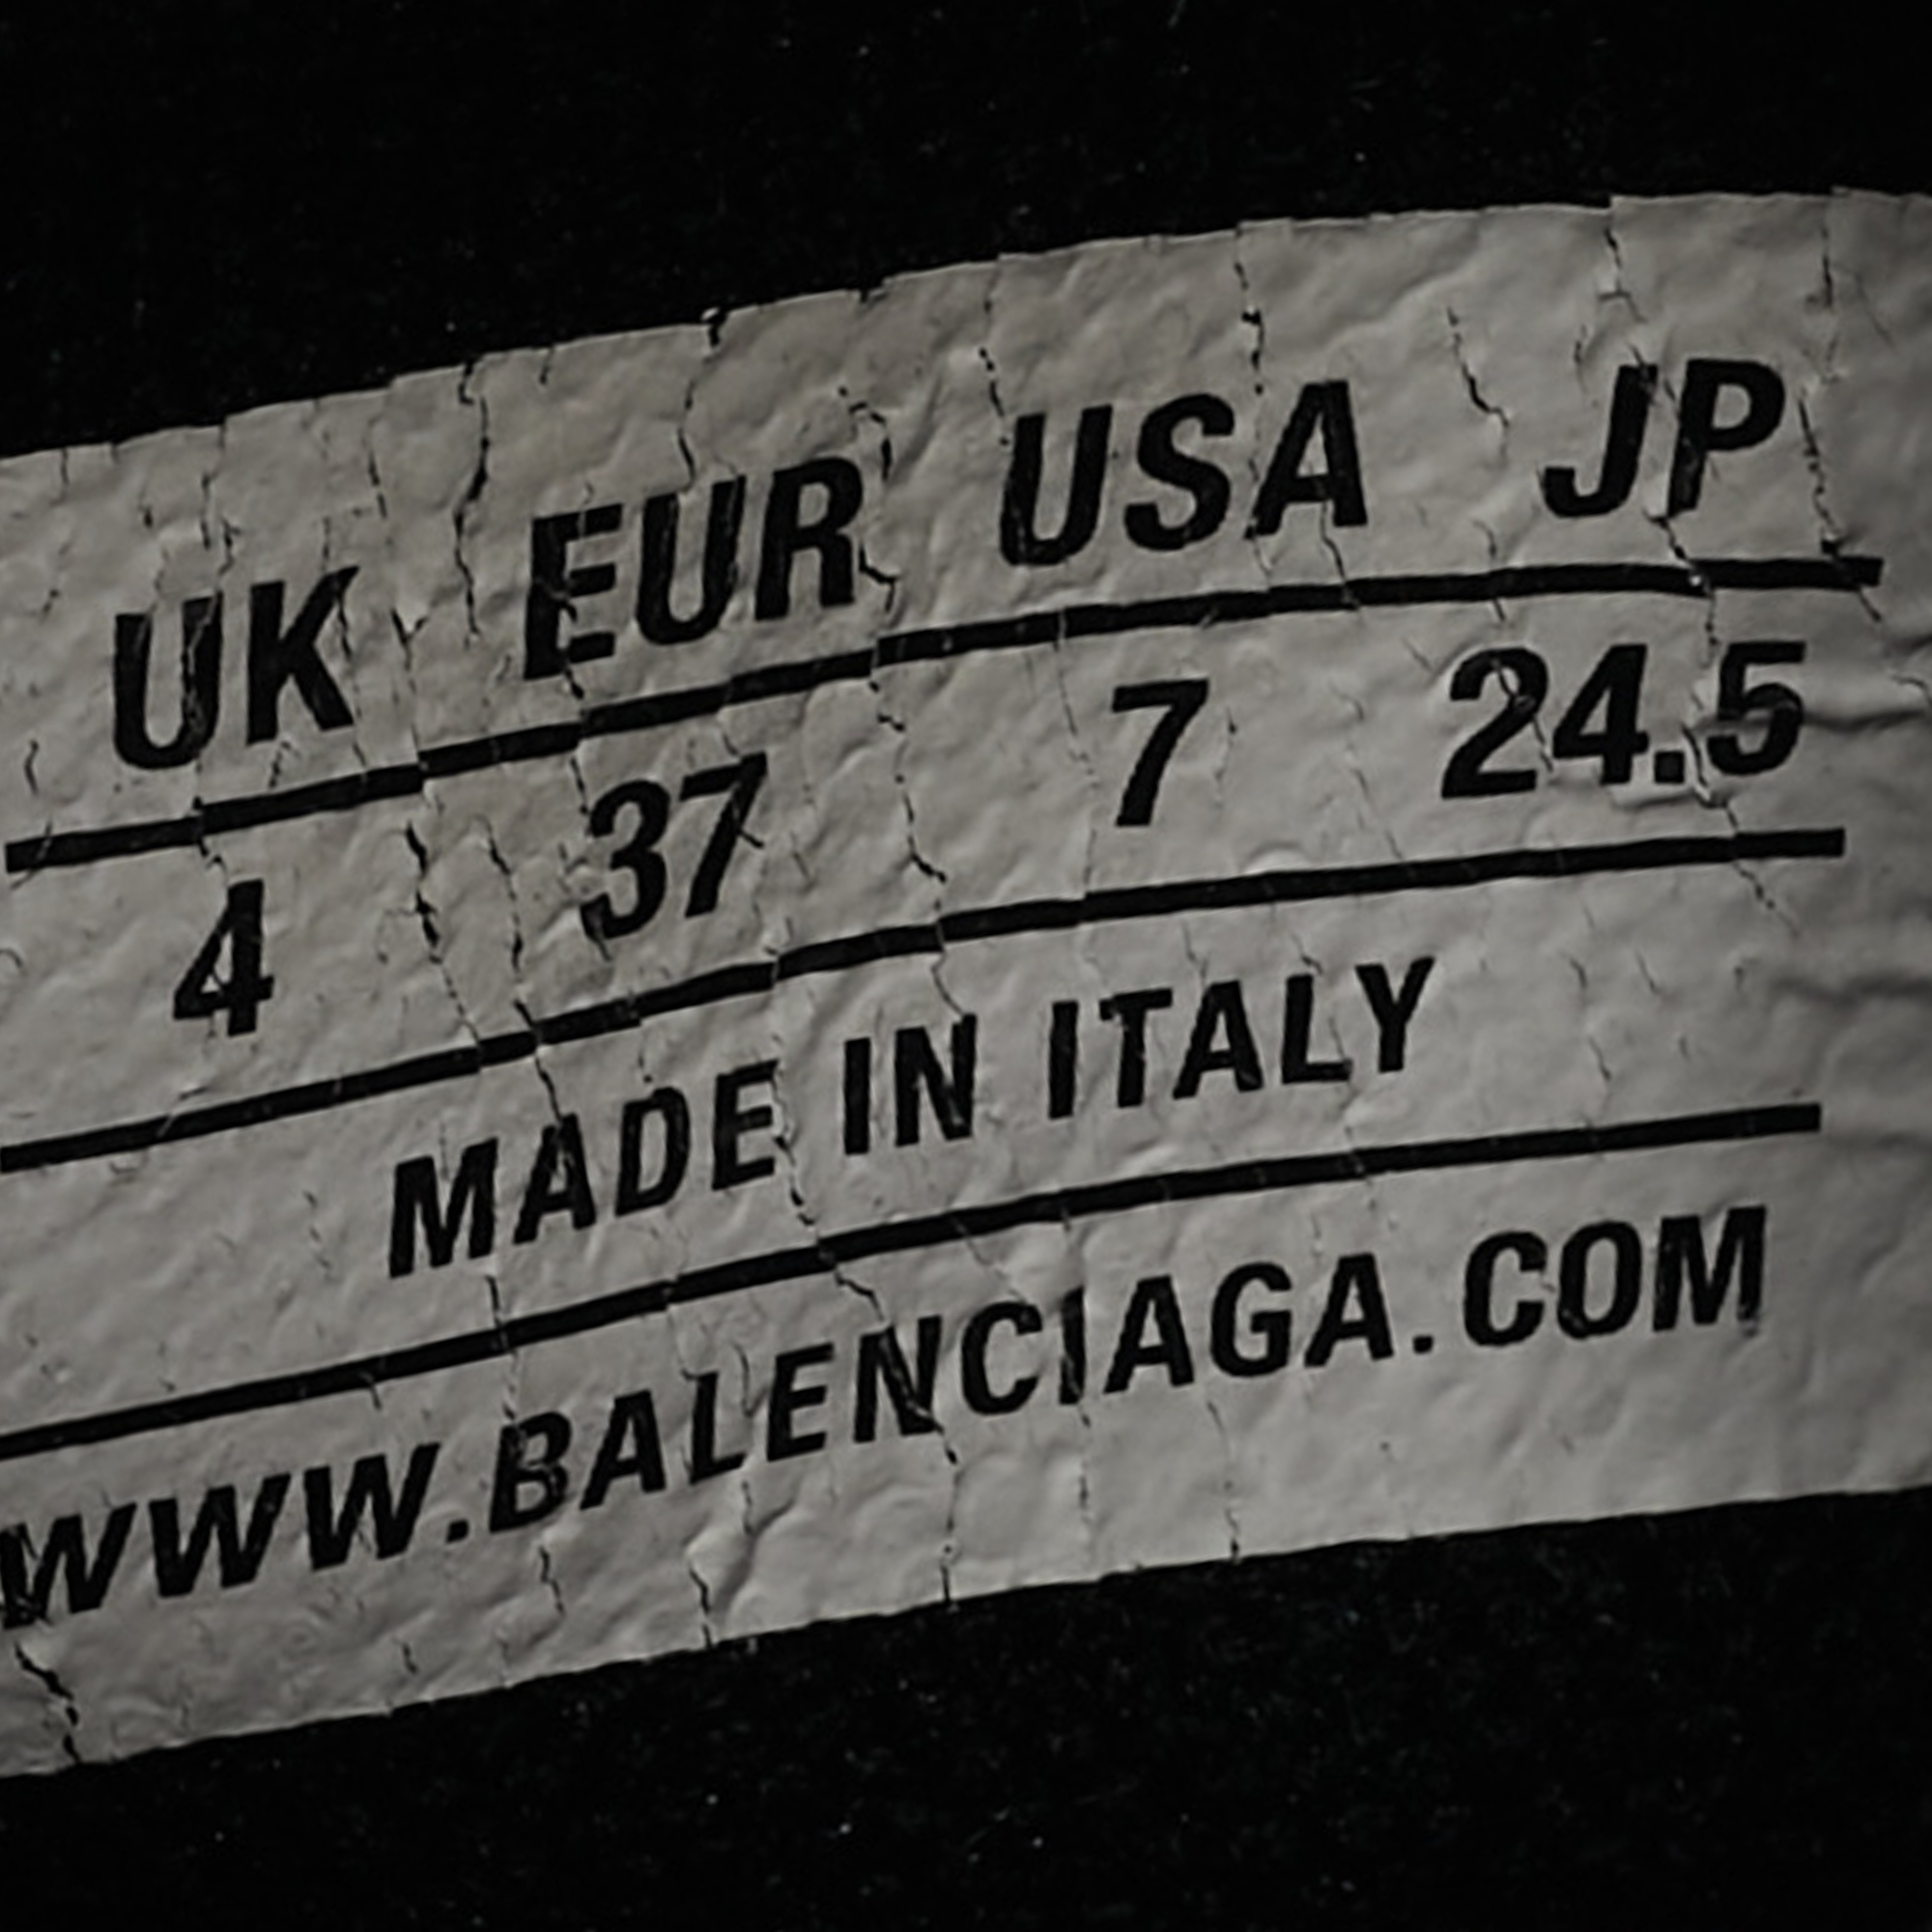 UK EUR USA JP
4 37 7 24.5
MADE IN ITALY
WWW.BALENCIAGA.COM